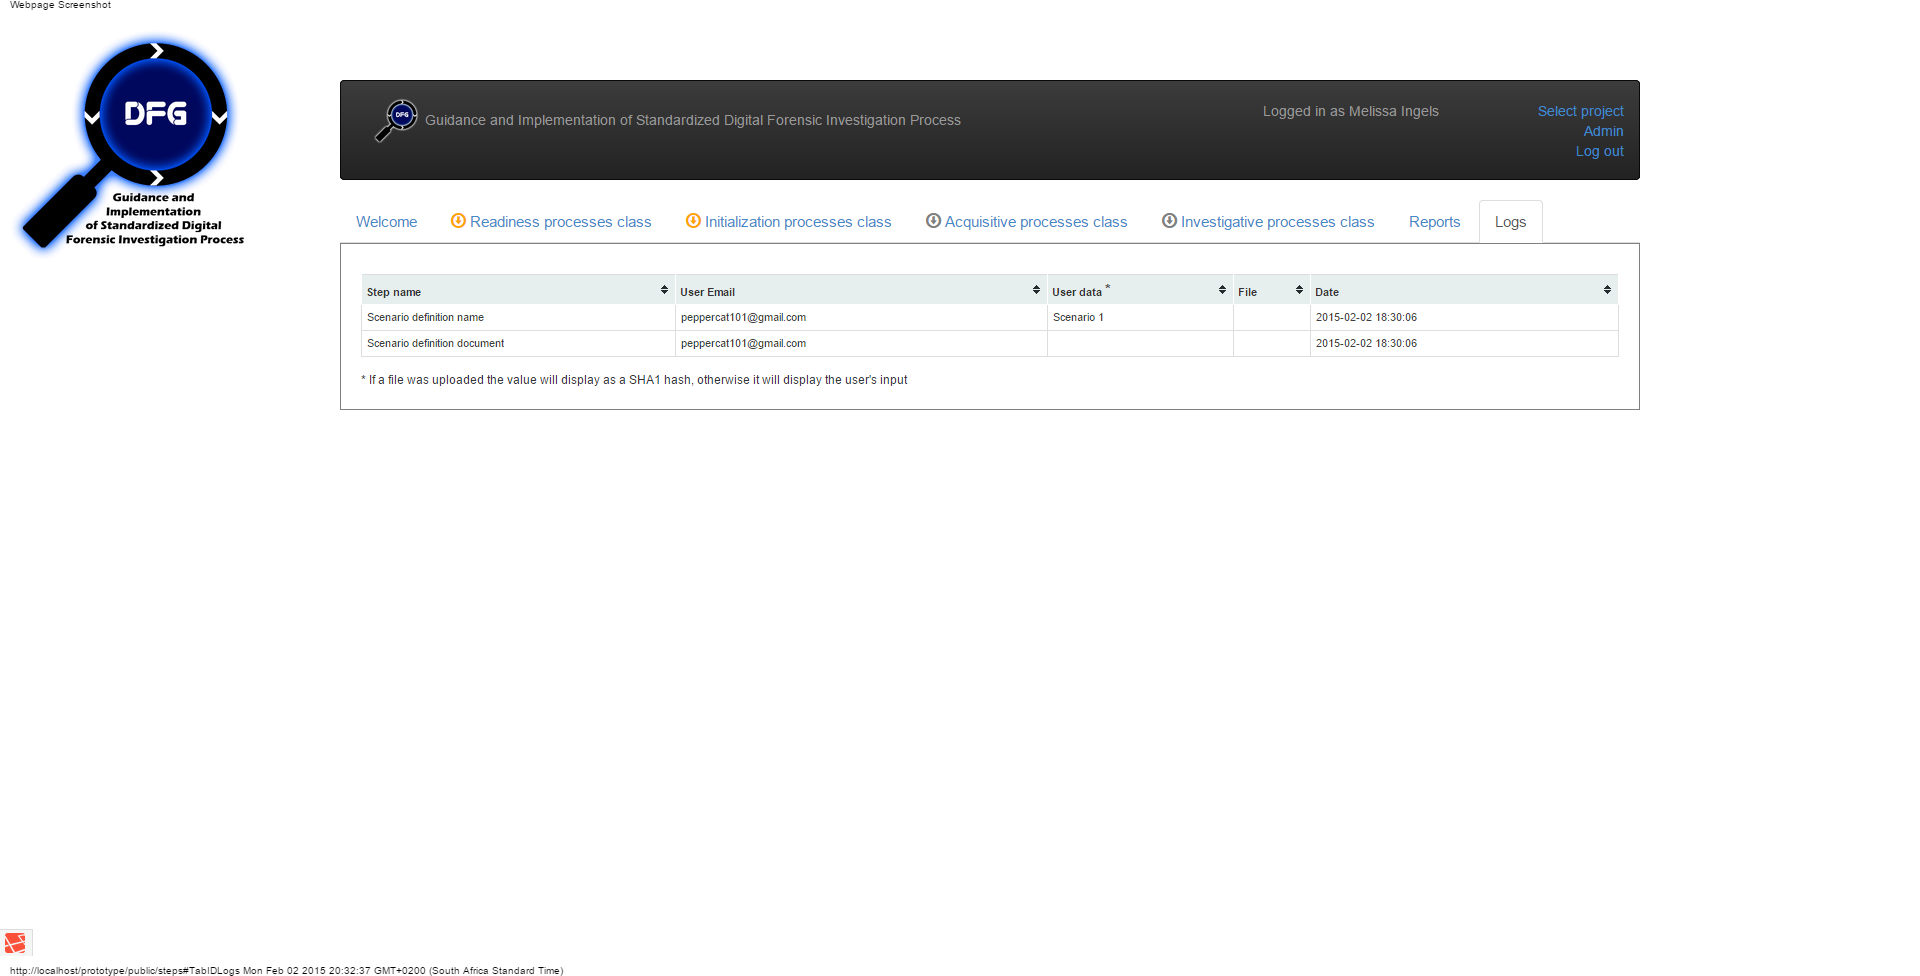 Webpage Screenshot
DFG
Guidance and
Implementation
of Standardized Digital
Forensic Investigation Process
DFG
Guidance and Implementation of Standardized Digital Forensic Investigation Process
Logged in as Melissa Ingels
Select project
Admin
Log out
Welcome Readiness processes class Initialization processes class Acquisitive processes class Investigative processes class Reports Logs
Step name User Email User data * File Date
Scenario definition name peppercat101@gmail.com Scenario 1 2015-02-02 18:30:06
Scenario definition document peppercat101@gmail.com 2015-02-02 18:30:06
* If a file was uploaded the value will display as a SHA1 hash, otherwise it will display the user's input
http://localhost/prototype/public/steps#TabIDLogs Mon Feb 02 2015 20:32:37 GMT+0200 (South Africa Standard Time)